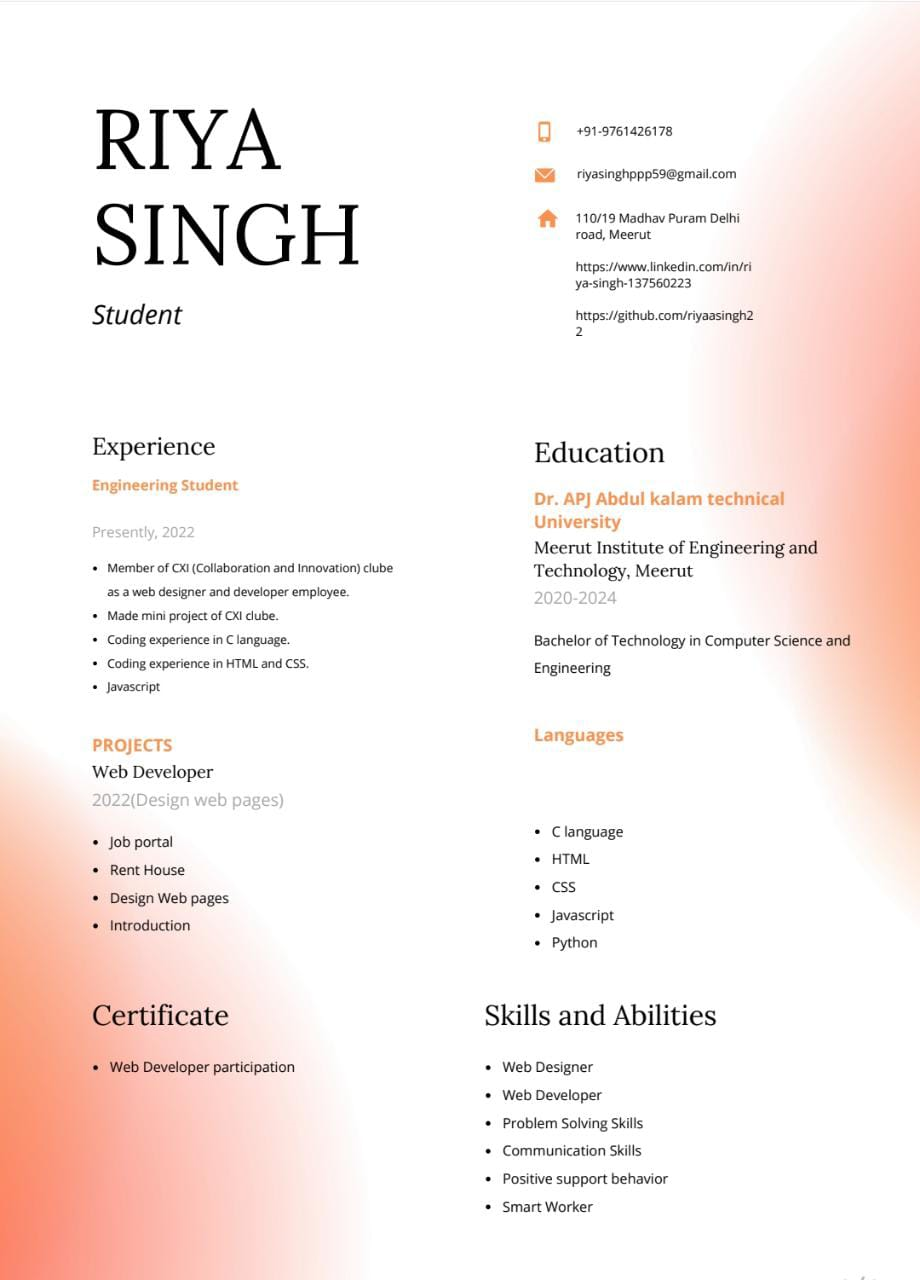 RIYA
SINGH
Student
+91-9761426178
riyasinghppp59@gmail.com
110/19 Madhav Puram Delhi
road, Meerut
https://www.linkedin.com/in/ri
ya-singh-137560223
https://github.com/riyaasingh2
2
Experience
Engineering Student
Presently, 2022
• Member of CXI (Collaboration and Innovation) clube
as a web designer and developer employee.
• Made mini project of CXI clube.
• Coding experience in C language.
• Coding experience in HTML and CSS.
• Javascript
PROJECTS
Web Developer
2022(Design web pages)
• Job portal
• Rent House
• Design Web pages
• Introduction
Education
Dr. APJ Abdul kalam technical
University
Meerut Institute of Engineering and
Technology, Meerut
2020-2024
Bachelor of Technology in Computer Science and
Engineering
Languages
• C language
• HTML
• CSS
• Javascript
• Python
Certificate
• Web Developer participation
Skills and Abilities
• Web Designer
• Web Developer
• Problem Solving Skills
• Communication Skills
• Positive support behavior
• Smart Worker